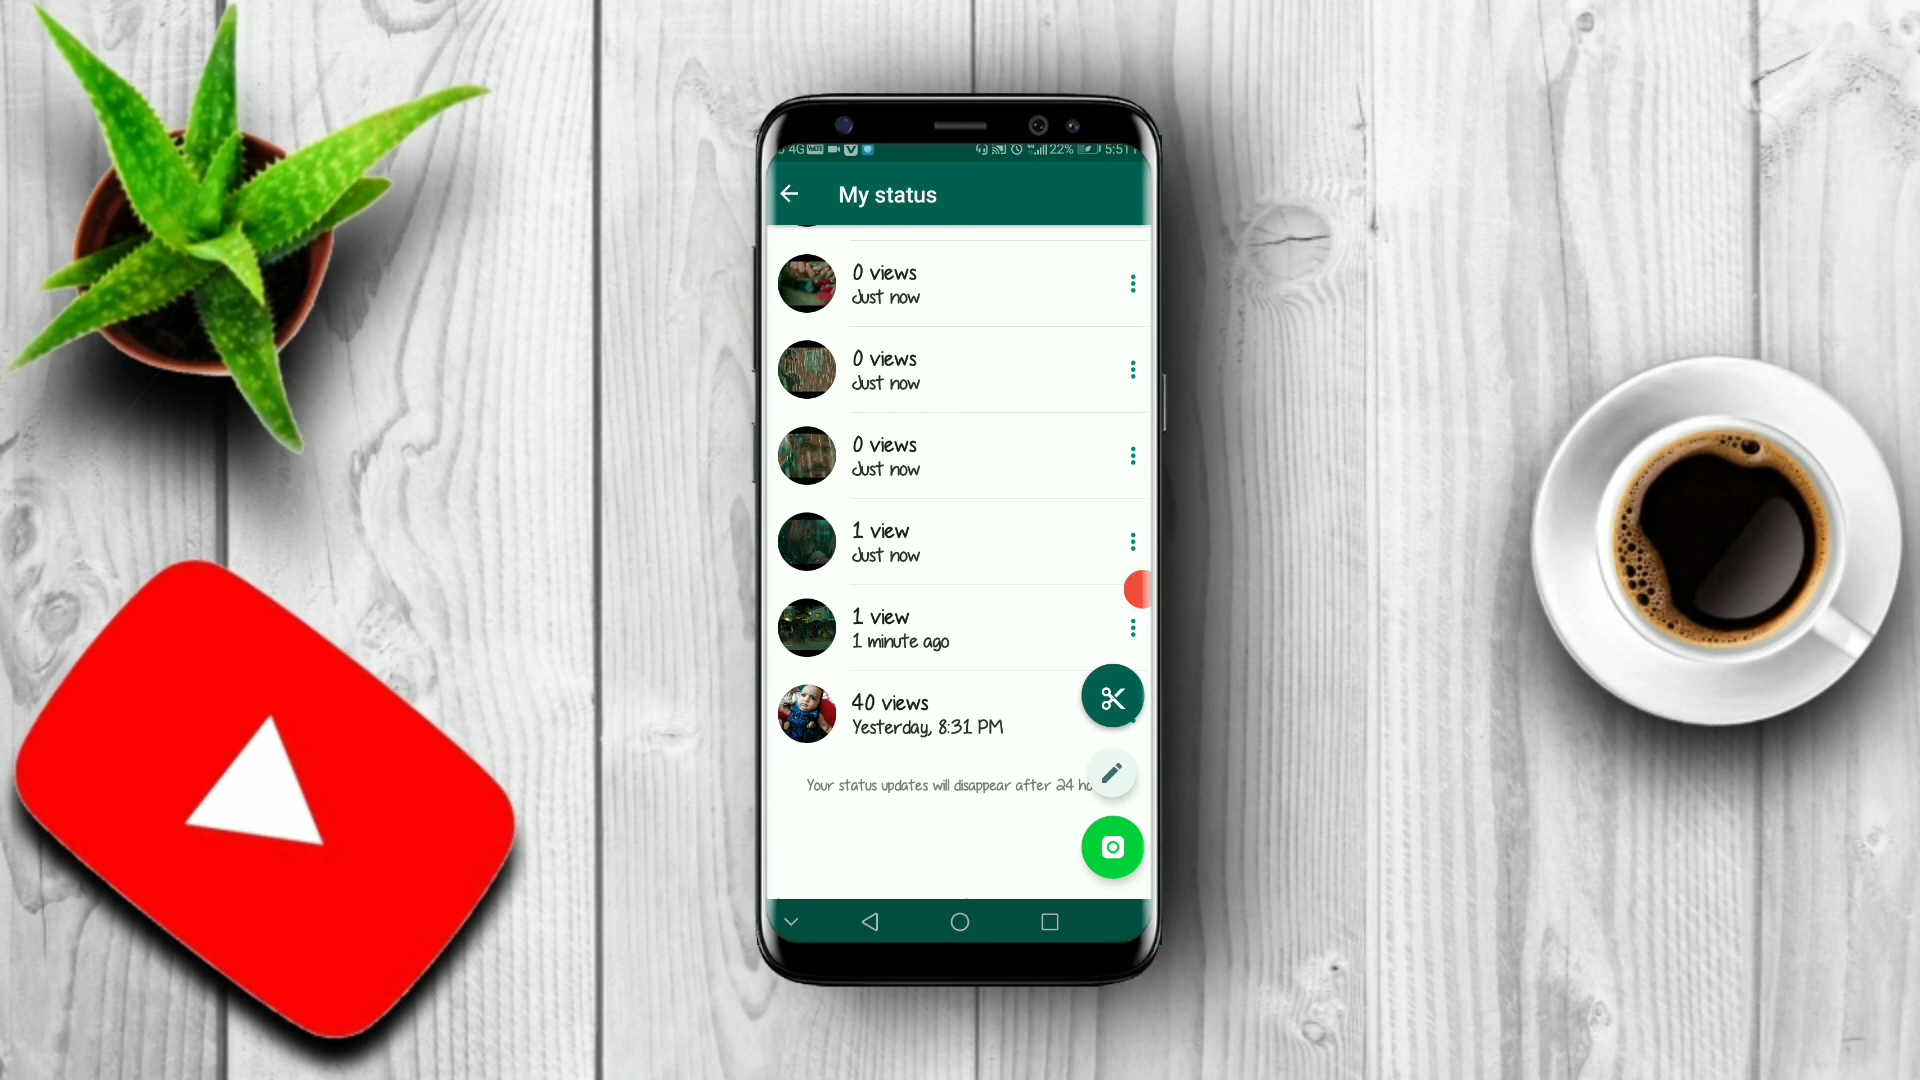 4G VoLTE 22% 5:51
My status
0 views
Just now
0 views
Just now
0 views
Just now
1 view
Just now
1 view
1 minute ago
40 views
Yesterday, 8:31 PM
Your status updates will disappear after 24 ho